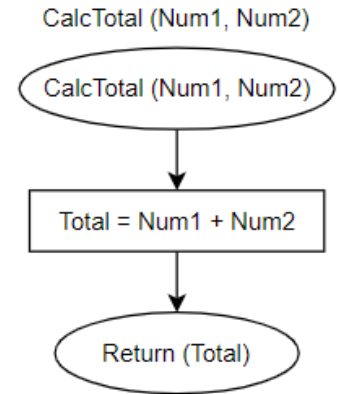 CalcTotal (Num1, Num2)
CalcTotal (Num1, Num2)
Total = Num1 + Num2
Return (Total)